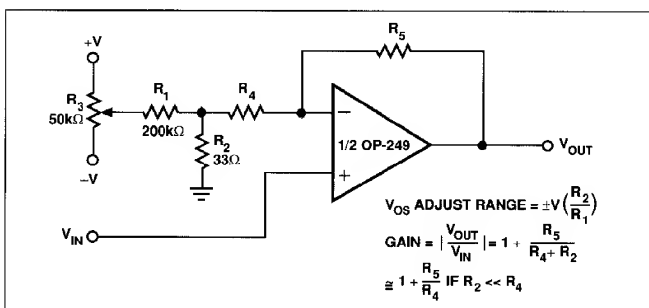 R5
+V
R3
50kΩ
R1
200kΩ
R4
R2
33Ω
−V
−
1/2 OP-249
+
VOUT
VIN
VOS ADJUST RANGE = ±V(R2/R1)
GAIN = |VOUT/VIN| = 1 + R5/(R4+ R2)
≅ 1 + R5/R4 IF R2 << R4